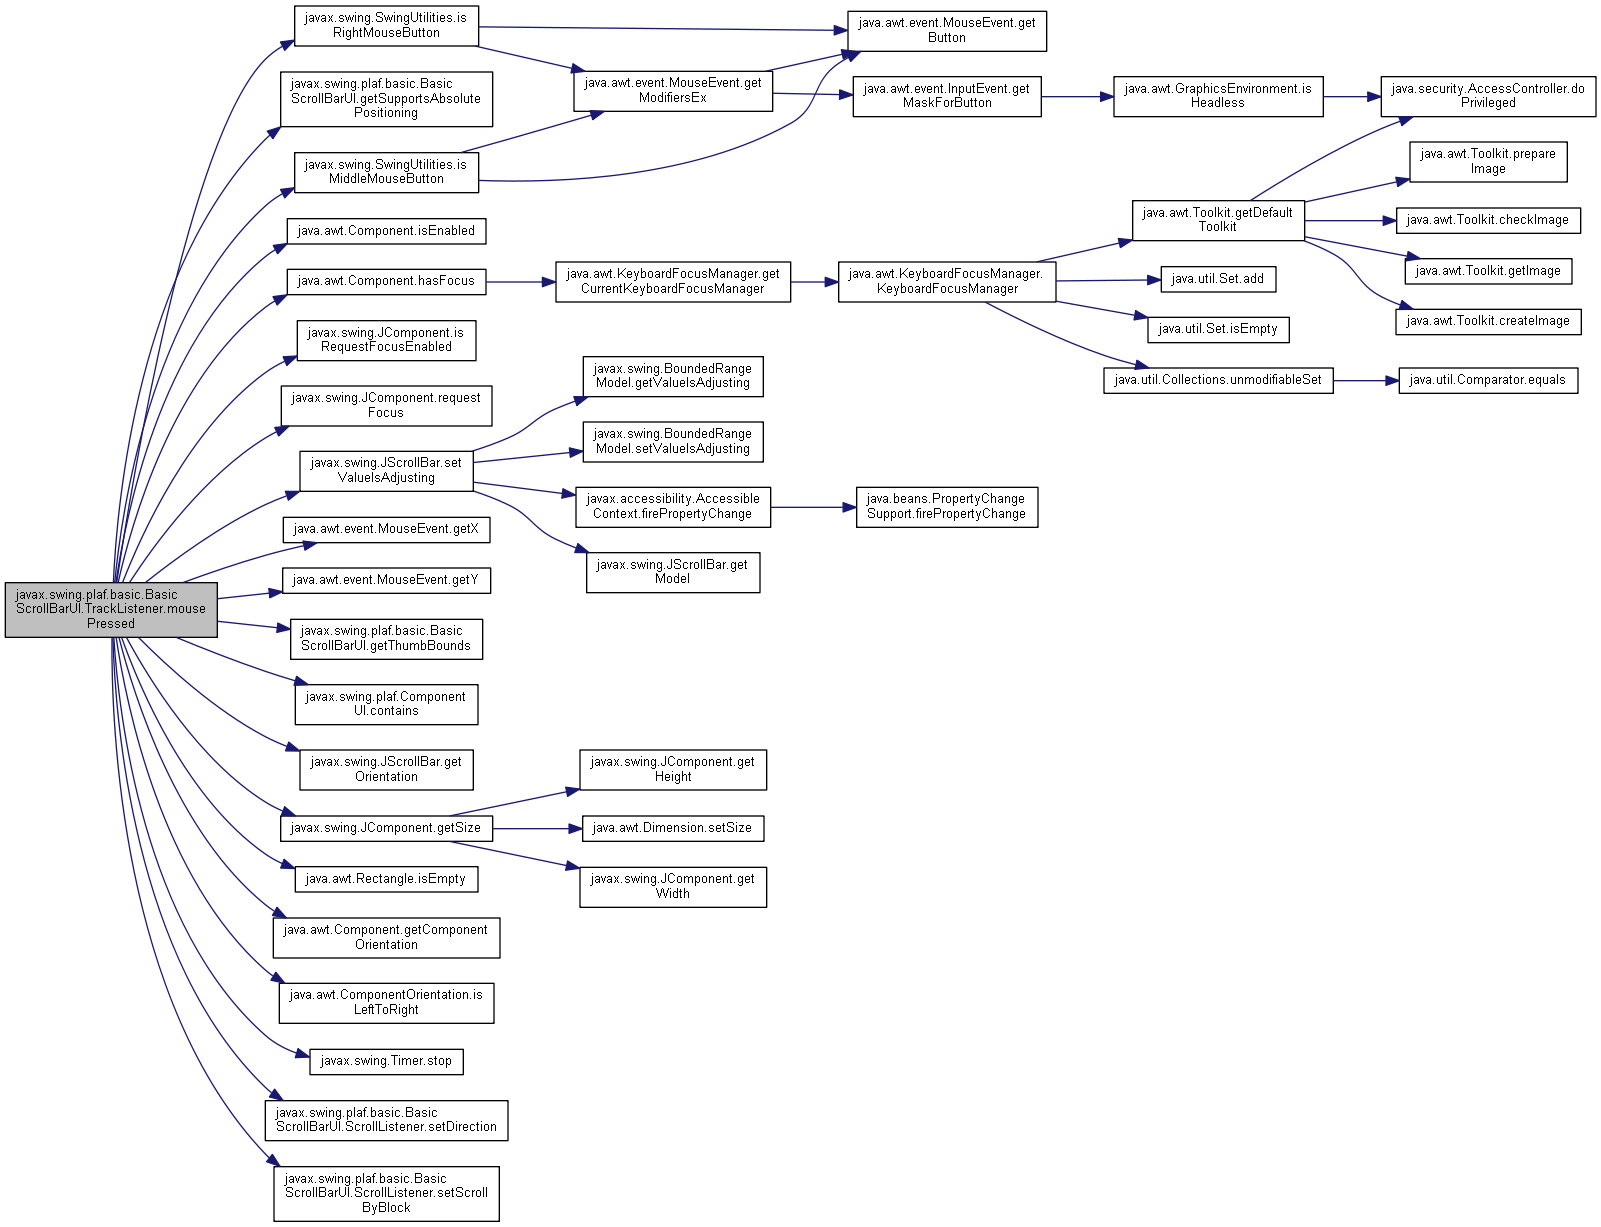 javax.swing.plaf.basic.Basic
ScrollBarUI.TrackListener.mouse
Pressed
javax.swing.SwingUtilities.is
RightMouseButton
javax.swing.plaf.basic.Basic
ScrollBarUI.getSupportsAbsolute
Positioning
javax.swing.SwingUtilities.is
MiddleMouseButton
java.awt.Component.isEnabled
java.awt.Component.hasFocus
javax.swing.JComponent.is
RequestFocusEnabled
javax.swing.JComponent.request
Focus
javax.swing.JScrollBar.set
ValueIsAdjusting
java.awt.event.MouseEvent.getX
java.awt.event.MouseEvent.getY
javax.swing.plaf.basic.Basic
ScrollBarUI.getThumbBounds
javax.swing.plaf.Component
UI.contains
javax.swing.JScrollBar.get
Orientation
javax.swing.JComponent.getSize
java.awt.Rectangle.isEmpty
java.awt.Component.getComponent
Orientation
java.awt.ComponentOrientation.is
LeftToRight
javax.swing.Timer.stop
javax.swing.plaf.basic.Basic
ScrollBarUI.ScrollListener.setDirection
javax.swing.plaf.basic.Basic
ScrollBarUI.ScrollListener.setScroll
ByBlock
java.awt.event.MouseEvent.get
ModifiersEx
java.awt.KeyboardFocusManager.get
CurrentKeyboardFocusManager
javax.swing.BoundedRange
Model.getValueIsAdjusting
javax.swing.BoundedRange
Model.setValueIsAdjusting
javax.accessibility.Accessible
Context.firePropertyChange
javax.swing.JScrollBar.get
Model
javax.swing.JComponent.get
Height
java.awt.Dimension.setSize
javax.swing.JComponent.get
Width
java.awt.event.MouseEvent.get
Button
java.awt.event.InputEvent.get
MaskForButton
java.awt.KeyboardFocusManager.
KeyboardFocusManager
java.beans.PropertyChange
Support.firePropertyChange
java.awt.GraphicsEnvironment.is
Headless
java.awt.Toolkit.getDefault
Toolkit
java.util.Set.add
java.util.Set.isEmpty
java.util.Collections.unmodifiableSet
java.security.AccessController.do
Privileged
java.awt.Toolkit.prepare
Image
java.awt.Toolkit.checkImage
java.awt.Toolkit.getImage
java.awt.Toolkit.createImage
java.util.Comparator.equals